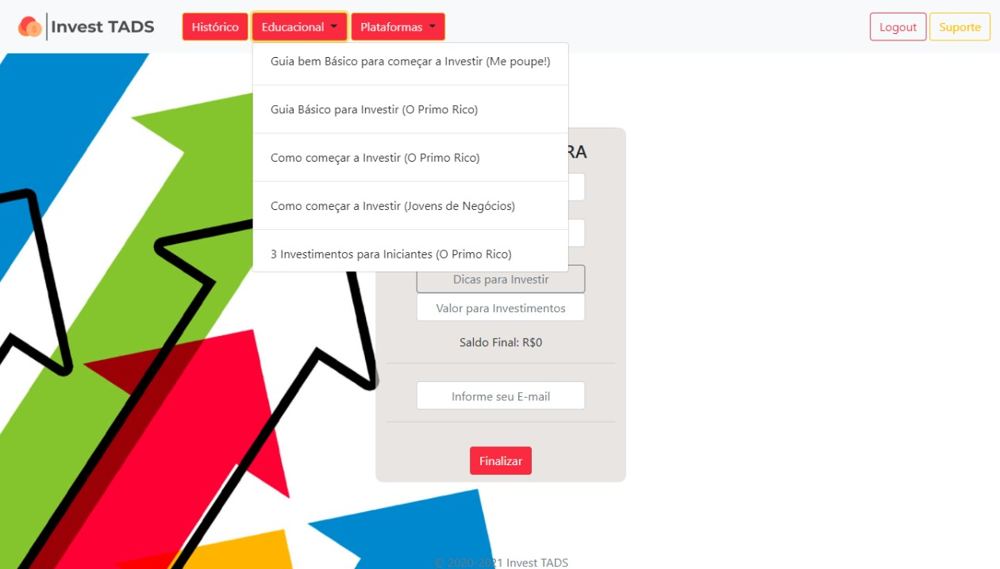 Invest TADS
Histórico
Educacional
Plataformas
Logout
Suporte
Guia bem Básico para começar a Investir (Me poupe!)
Guia Básico para Investir (O Primo Rico)
Como começar a Investir (O Primo Rico)
Como começar a Investir (Jovens de Negócios)
3 Investimentos para Iniciantes (O Primo Rico)
RA
Dicas para Investir
Valor para Investimentos
Saldo Final: R$0
Informe seu E-mail
Finalizar
© 2020-2021 Invest TADS